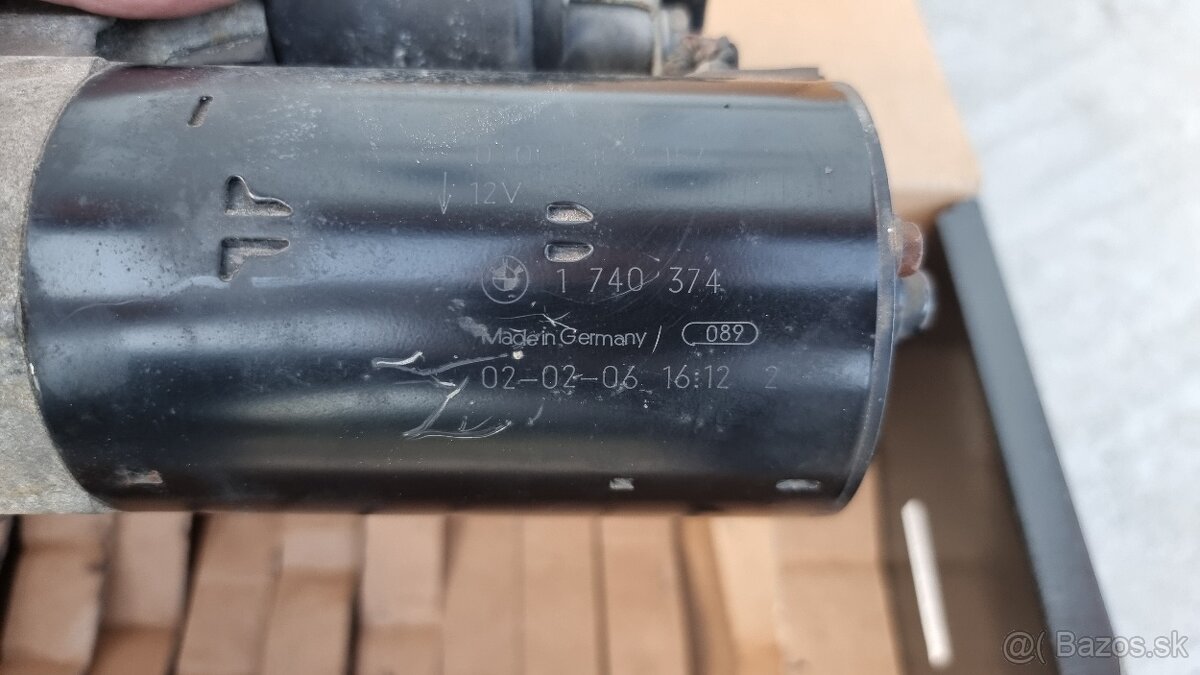 12V
1 740 374
Made in Germany / 089
02-02-06 16:12 2
@( Bazos.sk